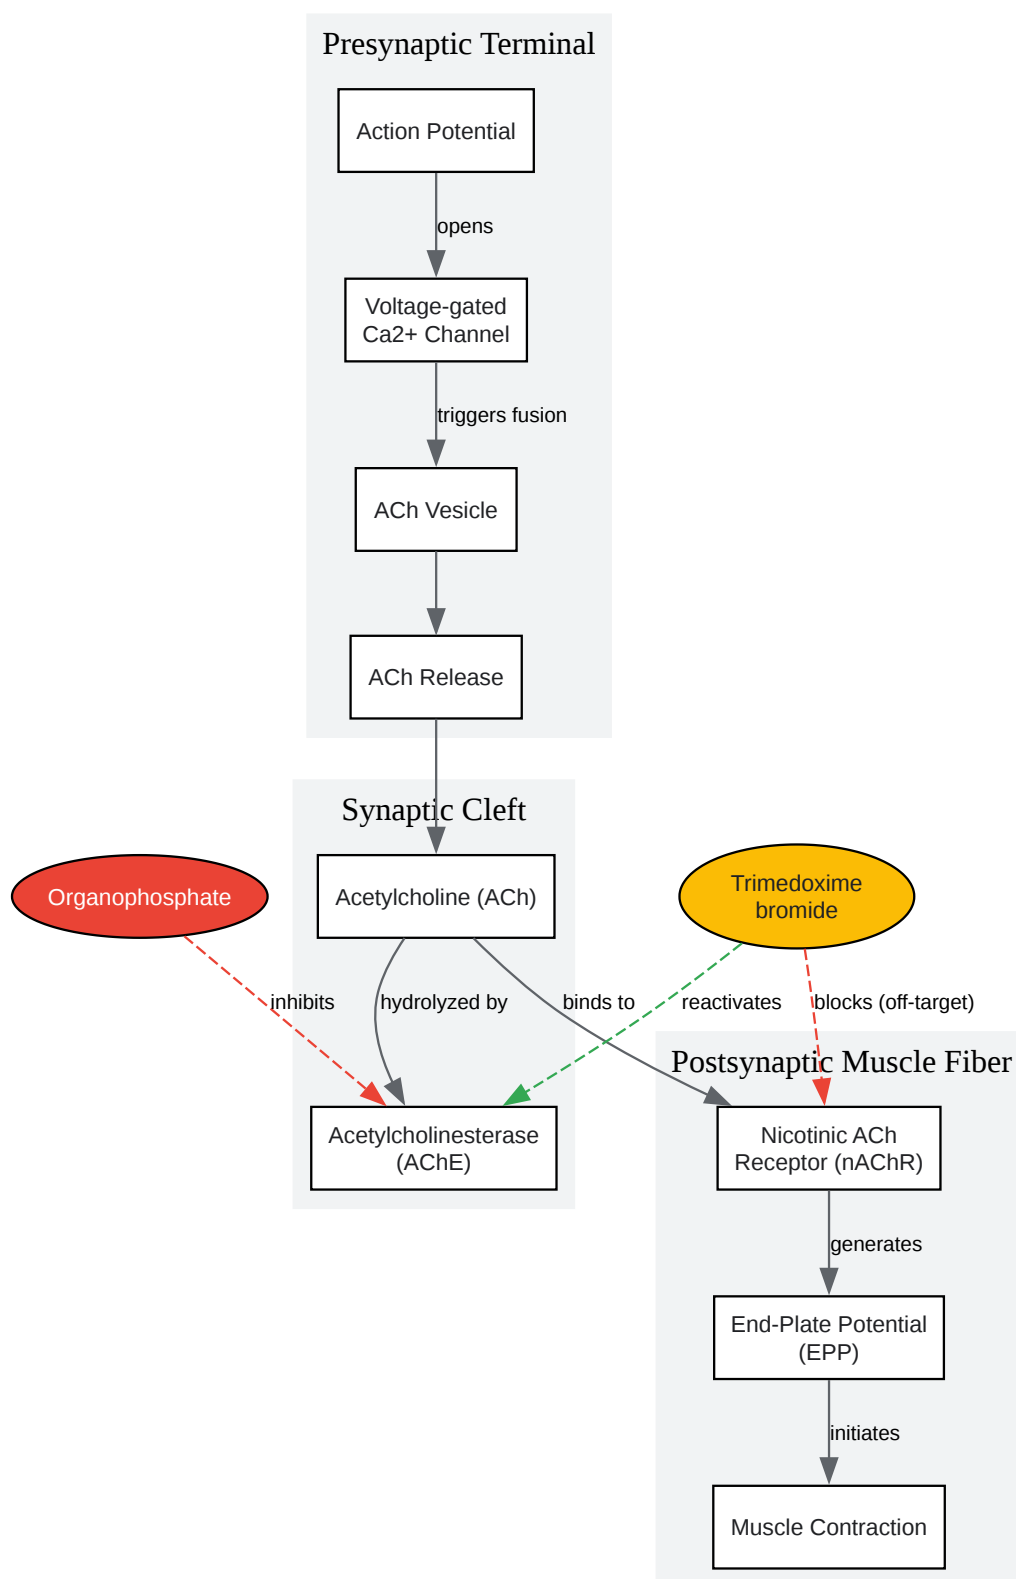 Presynaptic Terminal
Action Potential
opens
Voltage-gated
Ca2+ Channel
triggers fusion
ACh Vesicle
ACh Release
Synaptic Cleft
Organophosphate
Acetylcholine (ACh)
Trimedoxime
bromide
inhibits
hydrolyzed by
binds to
reactivates
blocks (off-target)
Postsynaptic Muscle Fiber
Acetylcholinesterase
(AChE)
Nicotinic ACh
Receptor (nAChR)
generates
End-Plate Potential
(EPP)
initiates
Muscle Contraction